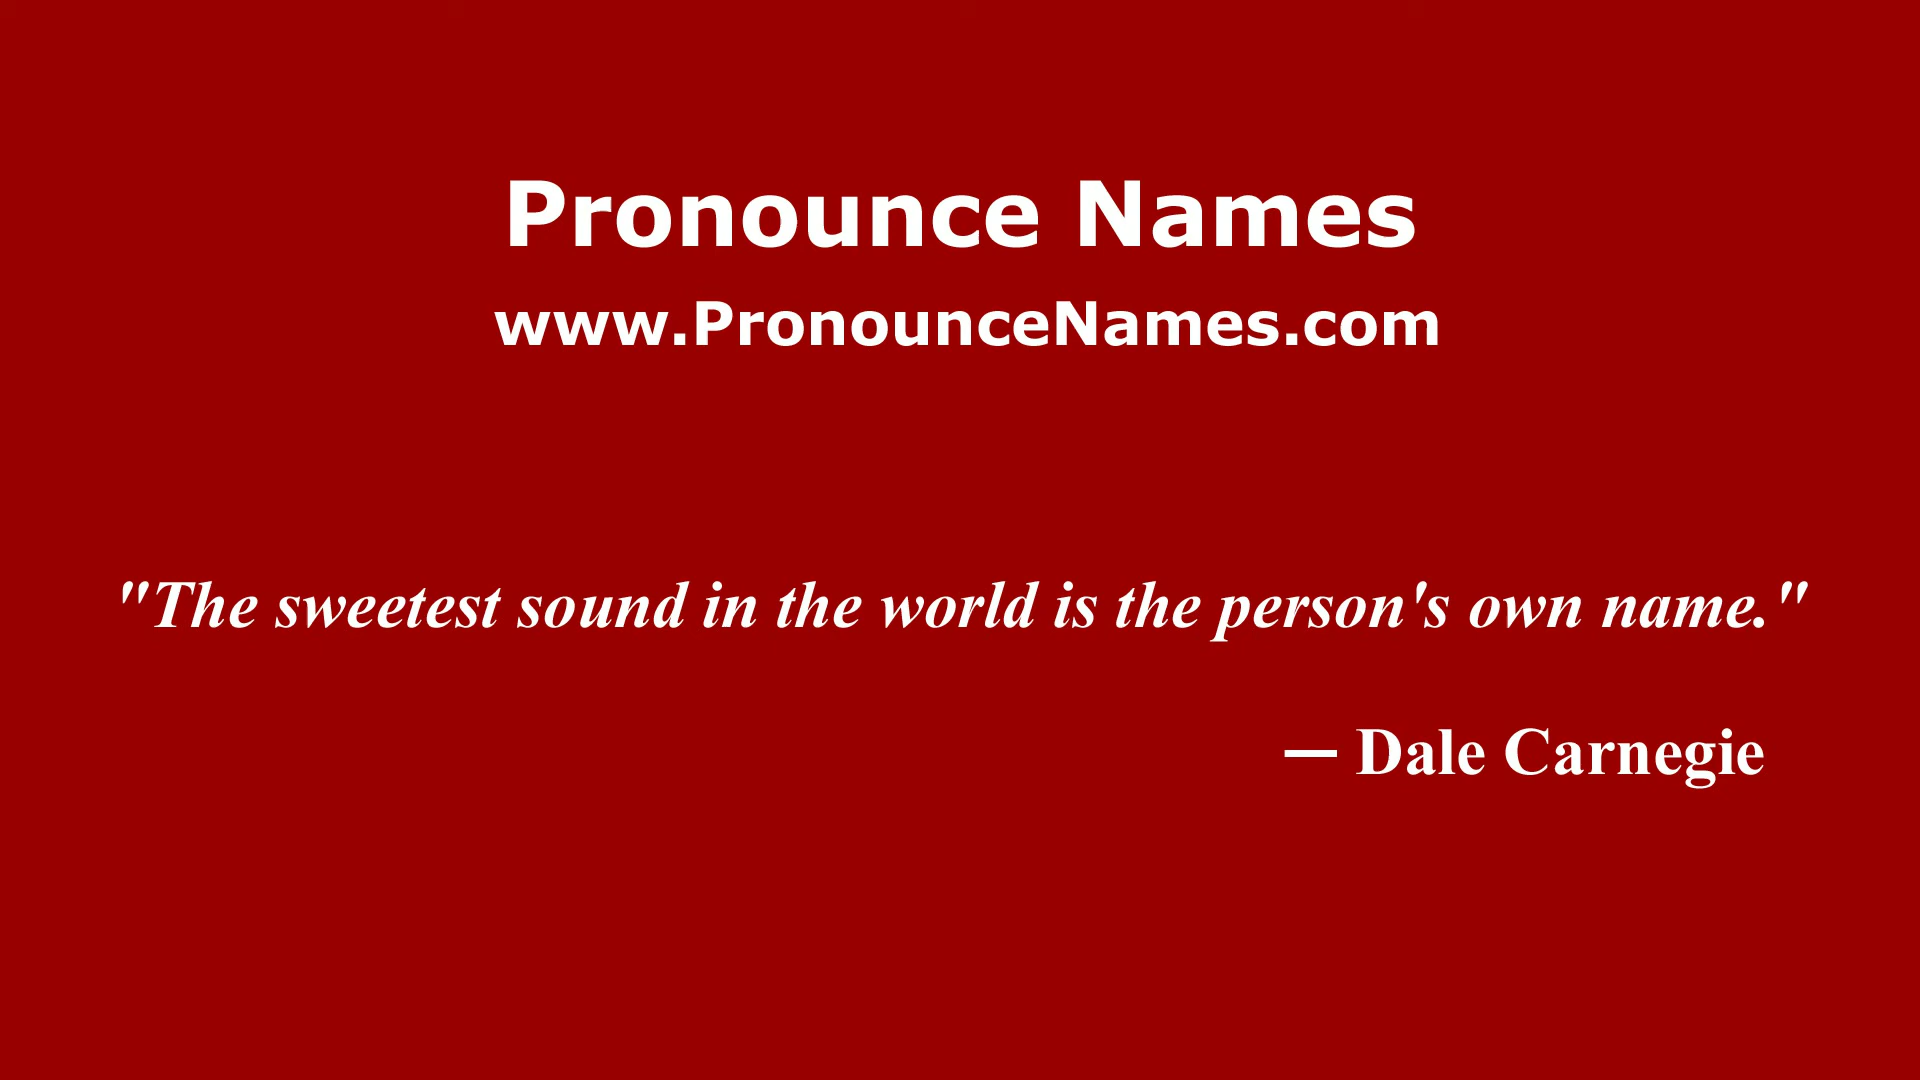 Pronounce Names
www.PronounceNames.com
"The sweetest sound in the world is the person's own name."
— Dale Carnegie